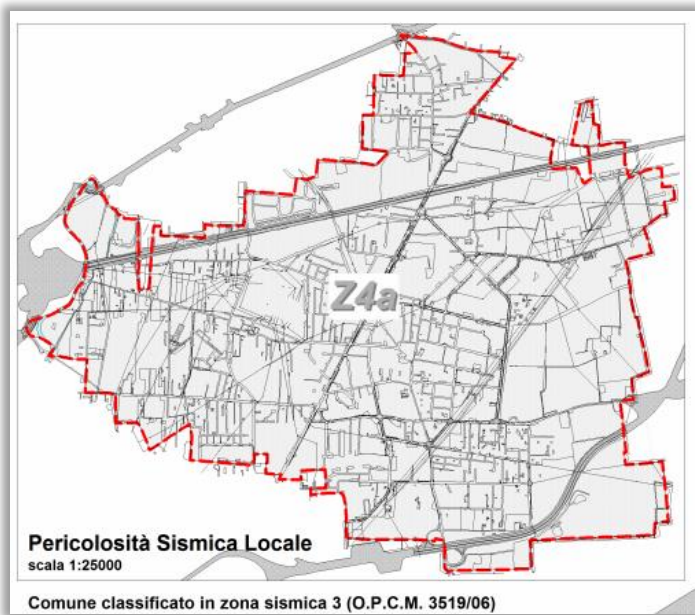 Z4a
Pericolosità Sismica Locale
scala 1:25000
Comune classificato in zona sismica 3 (O.P.C.M. 3519/06)